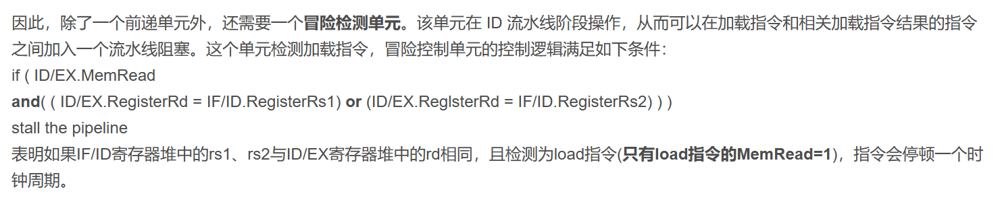 因此，除了一个前递单元外，还需要一个冒险检测单元。该单元在 ID 流水线阶段操作，从而可以在加载指令和相关加载指令结果的指令
之间加入一个流水线阻塞。这个单元检测加载指令，冒险控制单元的控制逻辑满足如下条件：
if ( ID/EX.MemRead
and( ( ID/EX.RegisterRd = IF/ID.RegisterRs1) or (ID/EX.ReglsterRd = IF/ID.RegisterRs2) ) )
stall the pipeline
表明如果IF/ID寄存器堆中的rs1、rs2与ID/EX寄存器堆中的rd相同，且检测为load指令(只有load指令的MemRead=1)，指令会停顿一个时
钟周期。